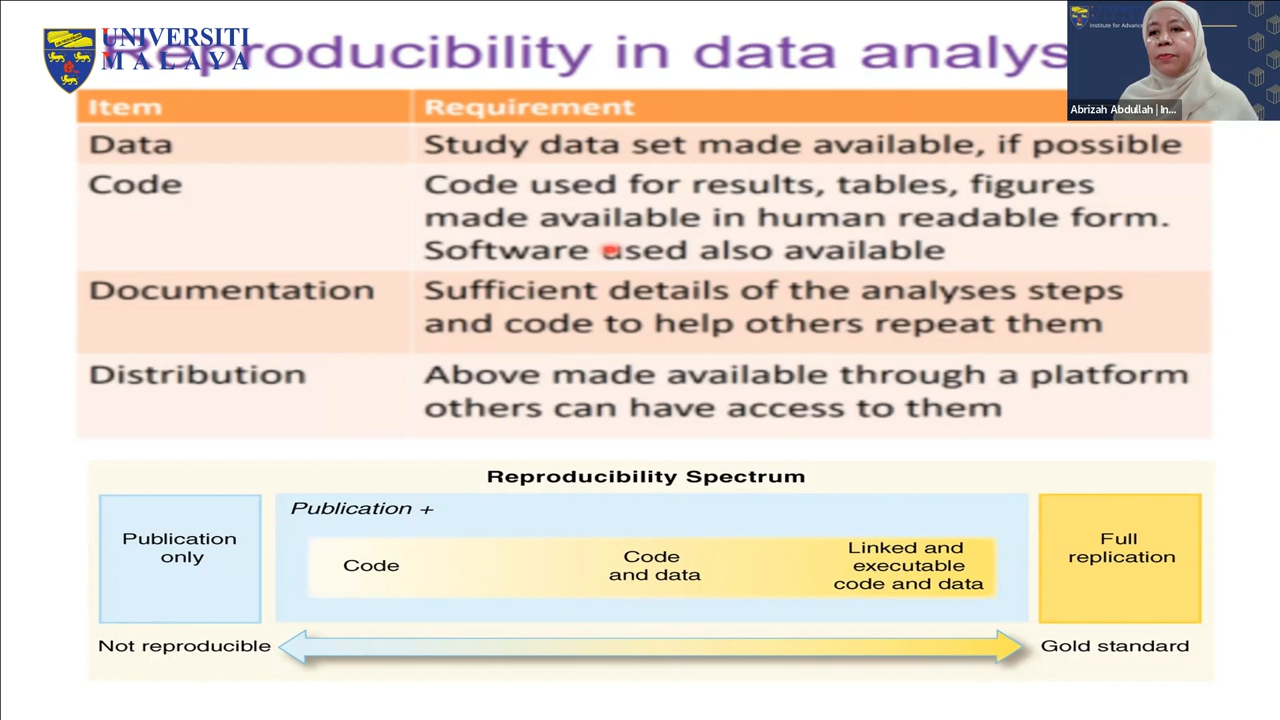 UNIVERSITI
MALAYA
Reproducibility in data analys
Institute for Advance
Abrizah Abdullah | In...
Item Requirement
Data Study data set made available, if possible
Code Code used for results, tables, figures
made available in human readable form.
Software used also available
Documentation Sufficient details of the analyses steps
and code to help others repeat them
Distribution Above made available through a platform
others can have access to them
Reproducibility Spectrum
Publication
only
Publication +
Code
Code
and data
Linked and
executable
code and data
Full
replication
Not reproducible
Gold standard